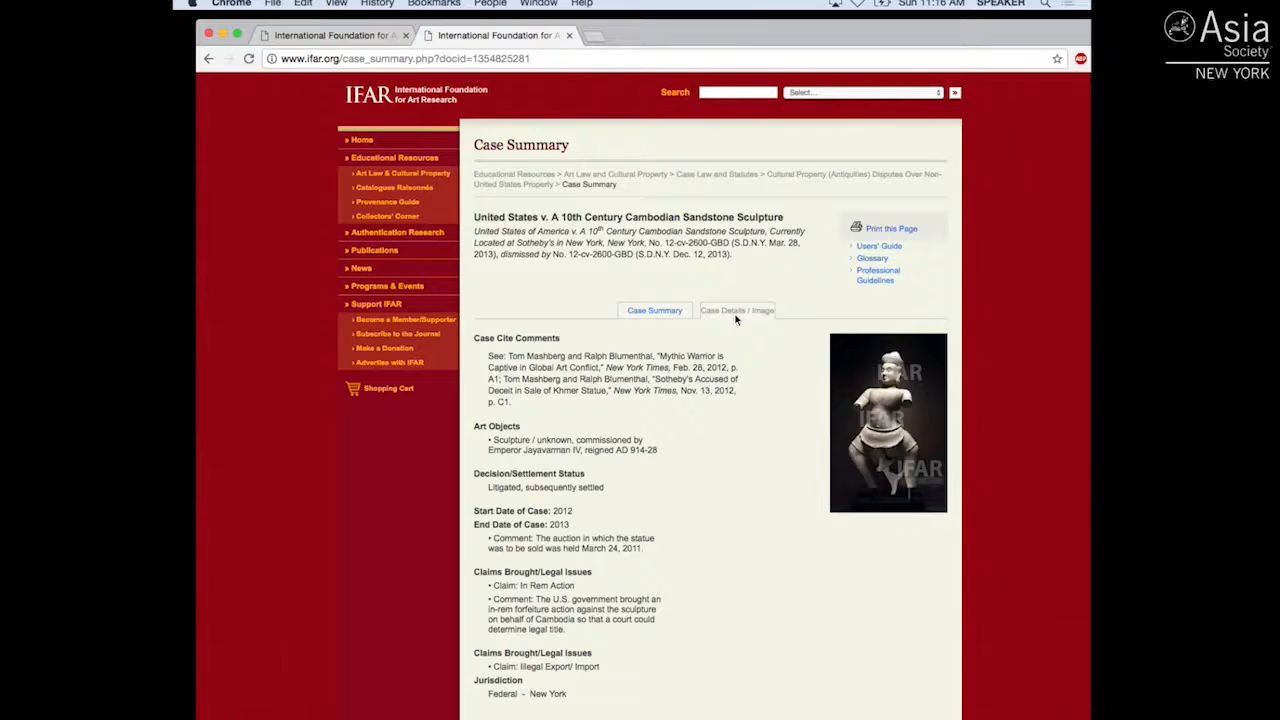 Chrome File Edit View History Bookmarks People Window Help Sun 11:16 AM SPEAKER
Asia
Society
NEW YORK
International Foundation for A
International Foundation for A
www.ifar.org/case_summary.php?docid=1354825281
ABP
IFAR International Foundation
for Art Research
Search
Select...
»
» Home
» Educational Resources
› Art Law & Cultural Property
› Catalogues Raisonnés
› Provenance Guide
› Collectors' Corner
» Authentication Research
» Publications
» News
» Programs & Events
» Support IFAR
› Become a Member/Supporter
› Subscribe to the Journal
› Make a Donation
› Advertise with IFAR
Shopping Cart
Case Summary
Educational Resources > Art Law and Cultural Property > Case Law and Statutes > Cultural Property (Antiquities) Disputes Over Non-
United States Property > Case Summary
United States v. A 10th Century Cambodian Sandstone Sculpture
United States of America v. A 10th Century Cambodian Sandstone Sculpture, Currently
Located at Sotheby's in New York, New York, No. 12-cv-2600-GBD (S.D.N.Y. Mar. 28,
2013), dismissed by No. 12-cv-2600-GBD (S.D.N.Y. Dec. 12, 2013).
Print this Page
Users' Guide
Glossary
Professional
Guidelines
Case Summary
Case Details / Image
Case Cite Comments
See: Tom Mashberg and Ralph Blumenthal, "Mythic Warrior is
Captive in Global Art Conflict," New York Times, Feb. 28, 2012, p.
A1; Tom Mashberg and Ralph Blumenthal, "Sotheby's Accused of
Deceit in Sale of Khmer Statue," New York Times, Nov. 13, 2012,
p. C1.
Art Objects
• Sculpture / unknown, commissioned by
Emperor Jayavarman IV, reigned AD 914-28
Decision/Settlement Status
Litigated, subsequently settled
Start Date of Case: 2012
End Date of Case: 2013
• Comment: The auction in which the statue
was to be sold was held March 24, 2011.
Claims Brought/Legal Issues
• Claim: In Rem Action
• Comment: The U.S. government brought an
in-rem forfeiture action against the sculpture
on behalf of Cambodia so that a court could
determine legal title.
Claims Brought/Legal Issues
• Claim: Illegal Export/ Import
Jurisdiction
Federal - New York
IFAR
IFAR
IFAR